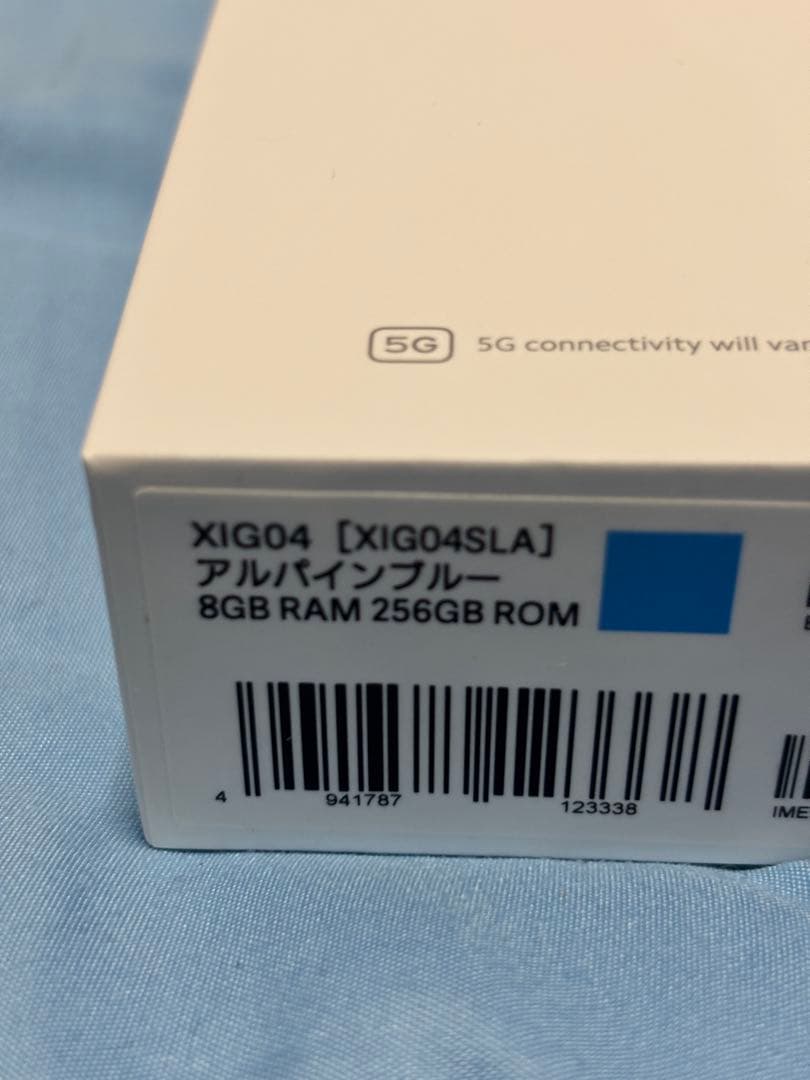 5G 5G connectivity will var
XIG04 [XIG04SLA]
アルパインブルー
8GB RAM 256GB ROM
4 941787 123338
IME